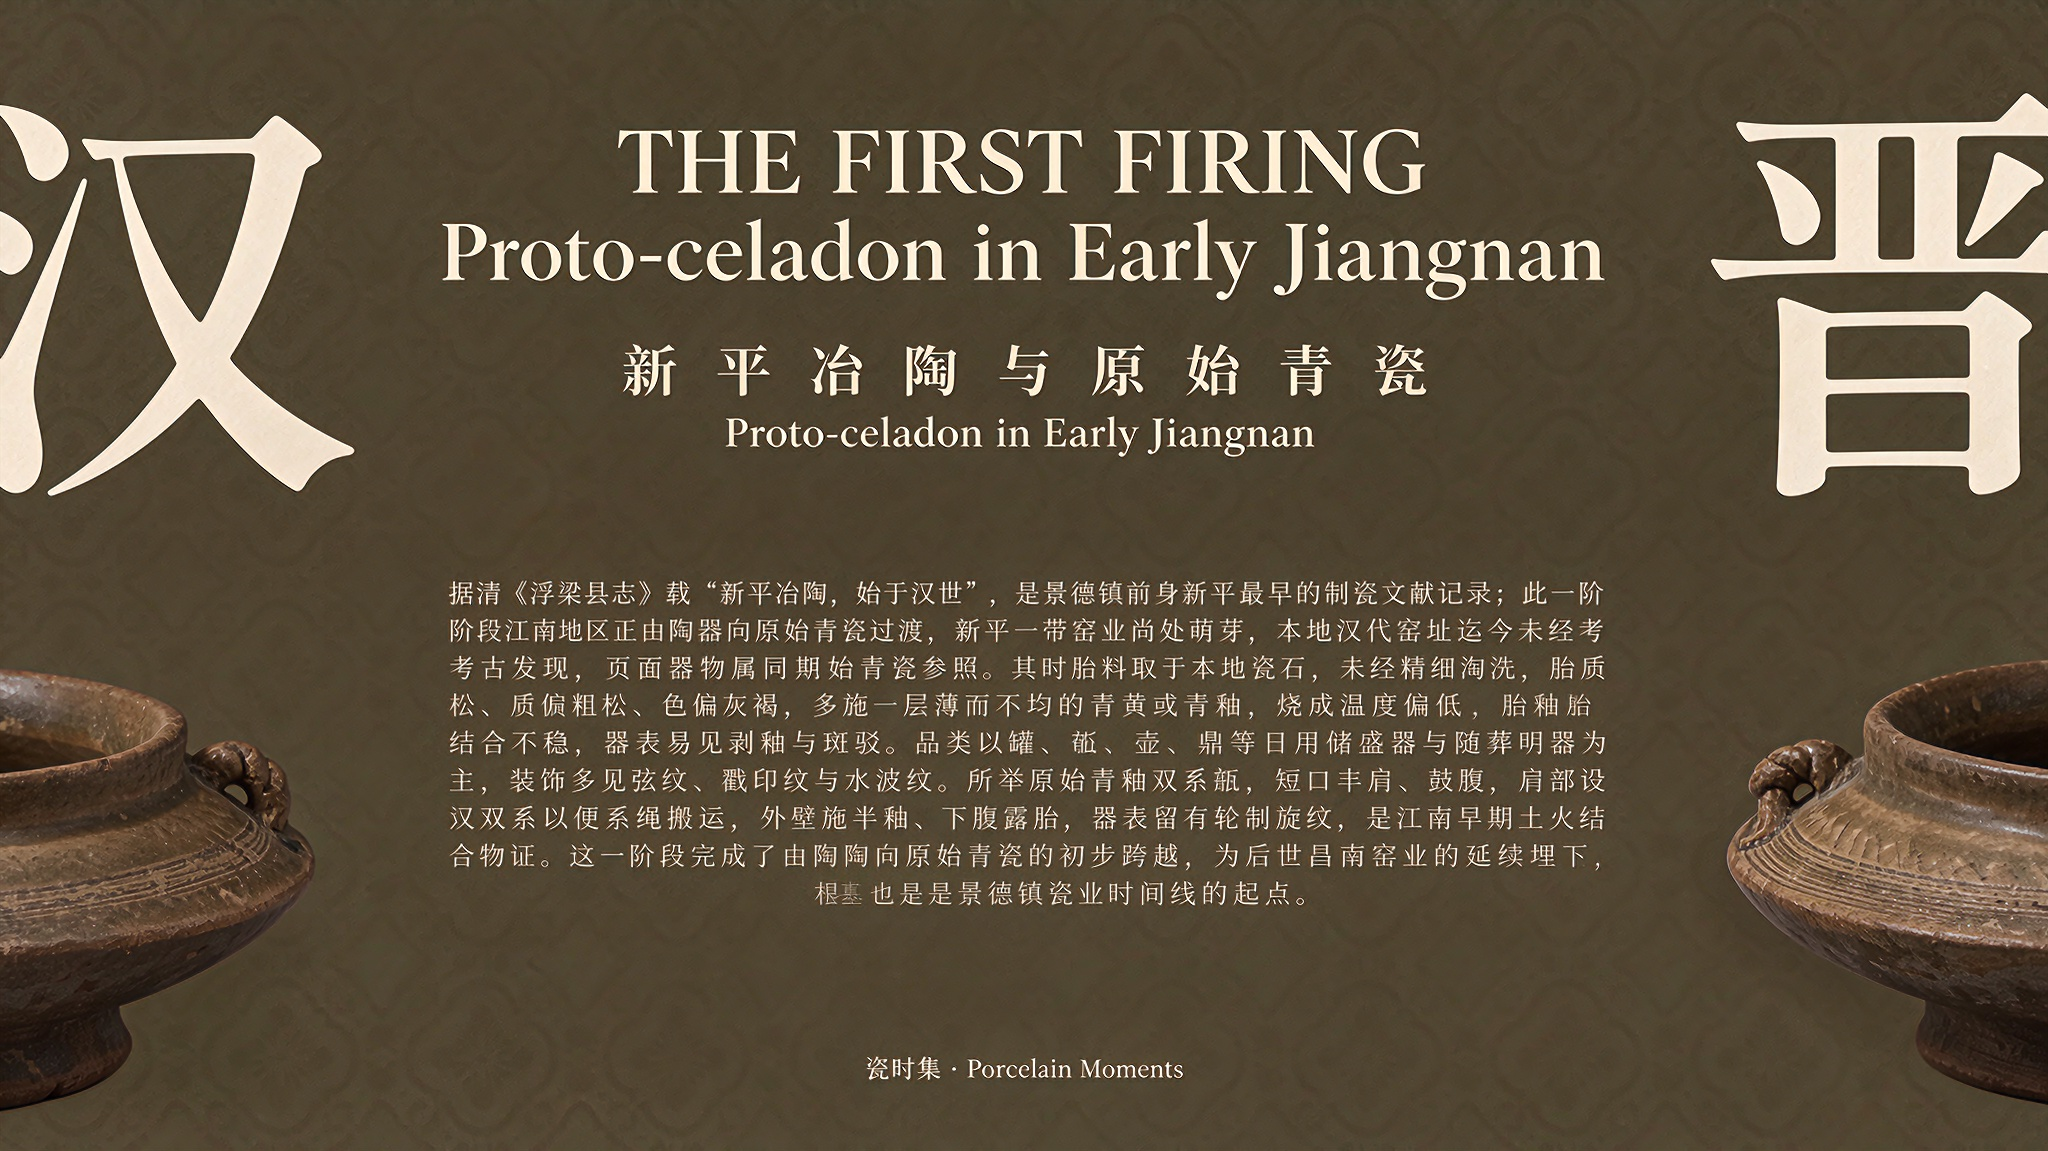 汉
晋
THE FIRST FIRING
Proto-celadon in Early Jiangnan
新平冶陶与原始青瓷
Proto-celadon in Early Jiangnan
据清《浮梁县志》载“新平冶陶，始于汉世”，是景德镇前身新平最早的制瓷文献记录；此一阶
阶段江南地区正由陶器向原始青瓷过渡，新平一带窑业尚处萌芽，本地汉代窑址迄今未经考
考古发现，页面器物属同期始青瓷参照。其时胎料取于本地瓷石，未经精细淘洗，胎质
松、质偏粗松、色偏灰褐，多施一层薄而不均的青黄或青釉，烧成温度偏低，胎釉胎
结合不稳，器表易见剥釉与斑驳。品类以罐、瓿、壶、鼎等日用储盛器与随葬明器为
主，装饰多见弦纹、戳印纹与水波纹。所举原始青釉双系，短口丰肩、鼓腹，肩部设
汉双系以便系绳搬运，外壁施半釉、下腹露胎，器表留有轮制旋纹，是江南早期土火结
合物证。这一阶段完成了由陶陶向原始青瓷的初步跨越，为后世昌南窑业的延续埋下，
根 也是是景德镇瓷业时间线的起点。
瓷时集 · Porcelain Moments